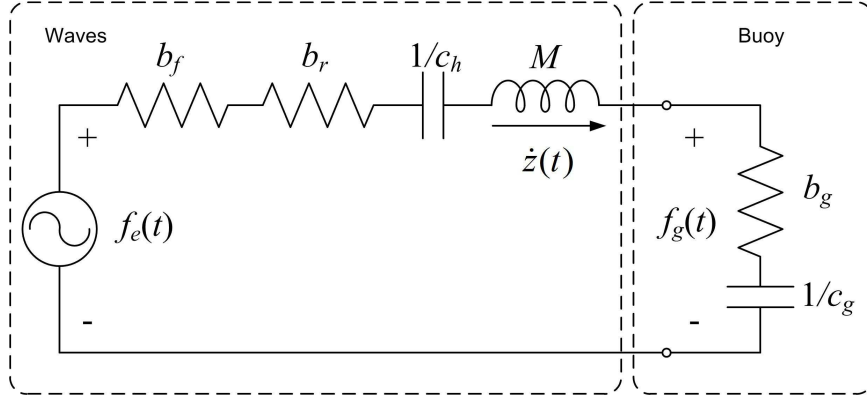 Waves
Buoy
b_f
b_r
1/c_h
M
+
+
ż(t)
b_g
f_e(t)
f_g(t)
1/c_g
-
-